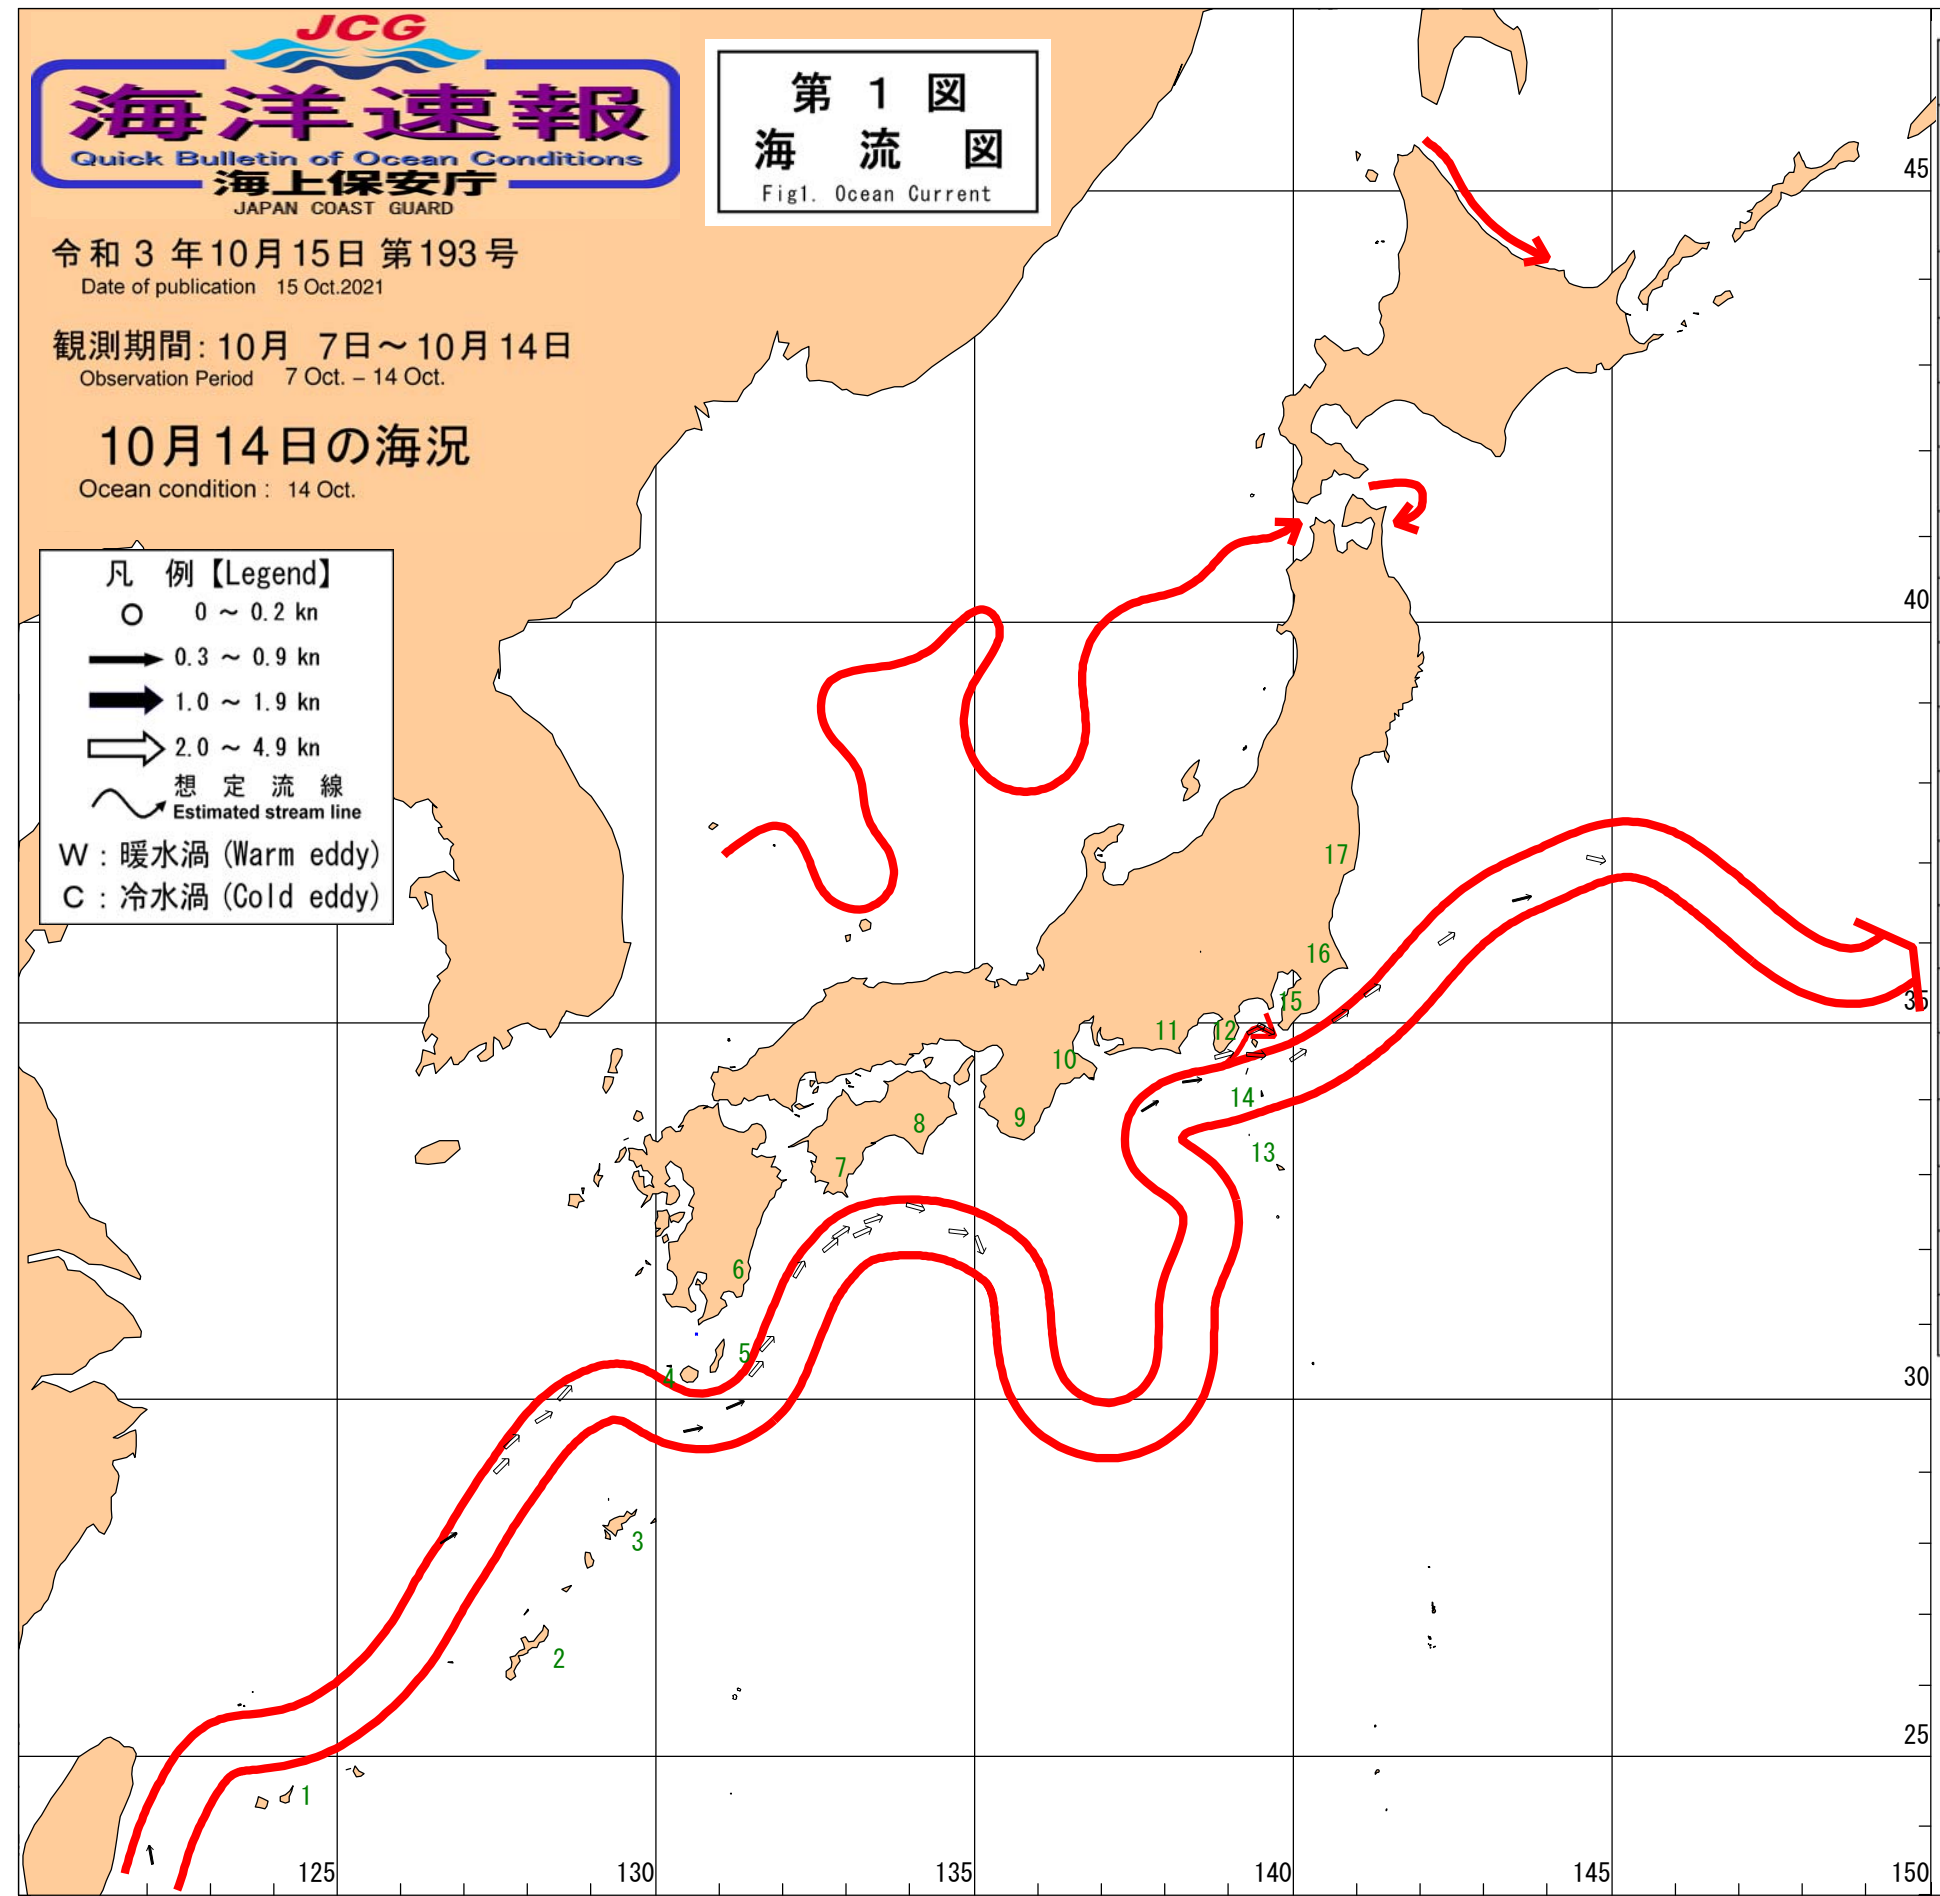 JCG
海洋速報
Quick Bulletin of Ocean Conditions
海上保安庁
JAPAN COAST GUARD
第 1 図
海 流 図
Fig1. Ocean Current
令和 3 年10月15日 第193号
Date of publication 15 Oct.2021
観測期間: 10月 7日～10月14日
Observation Period 7 Oct. – 14 Oct.
10月14日の海況
Ocean condition : 14 Oct.
凡 例【Legend】
0 ～ 0.2 kn
0.3 ～ 0.9 kn
1.0 ～ 1.9 kn
2.0 ～ 4.9 kn
想 定 流 線
Estimated stream line
W : 暖水渦 (Warm eddy)
C : 冷水渦 (Cold eddy)
45
40
35
30
25
125
130
135
140
145
150
1
2
3
4
5
6
7
8
9
10
11
12
13
14
15
16
17